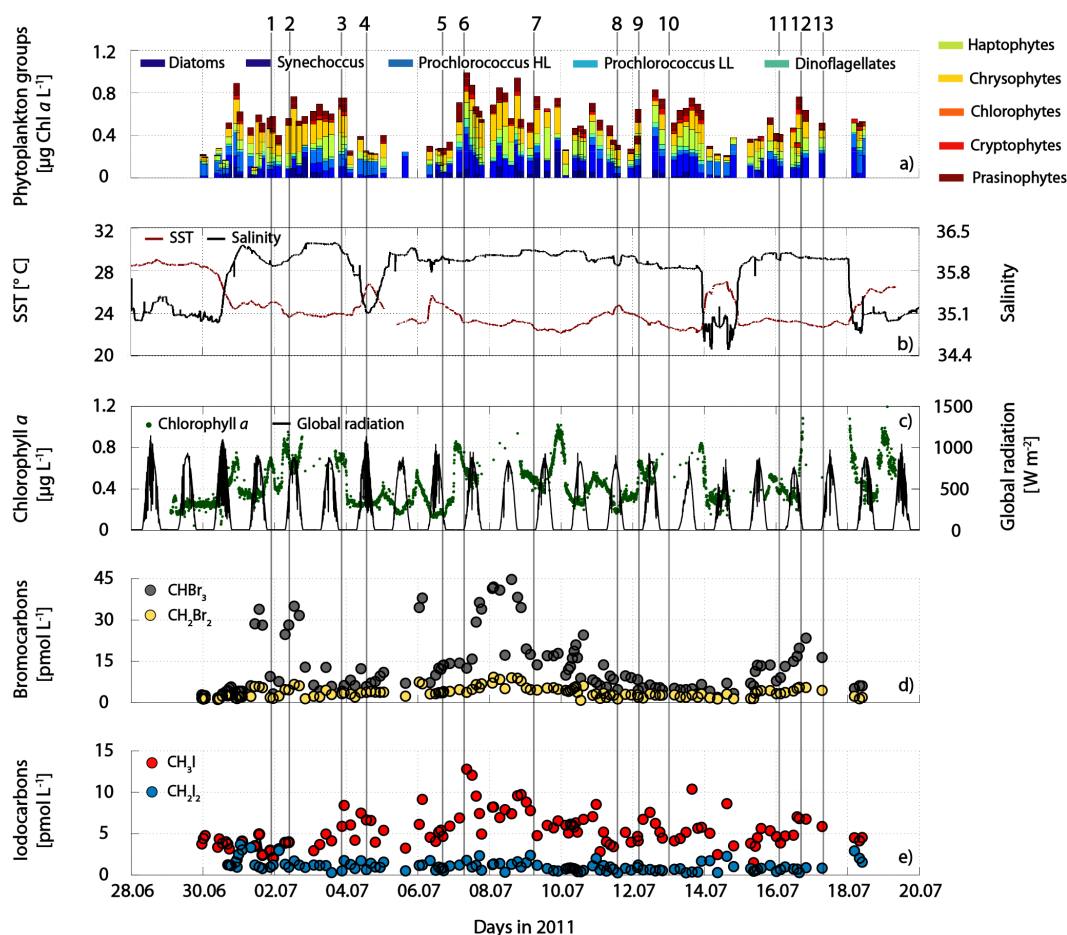 1 2 3 4 5 6 7 8 9 10 11 12 13
Phytoplankton groups
[µg Chl a L-1]
1.2
0.8
0.4
0
Diatoms Synechoccus Prochlorococcus HL Prochlorococcus LL Dinoflagellates
a)
Haptophytes
Chrysophytes
Chlorophytes
Cryptophytes
Prasinophytes
SST [° C]
32
28
24
20
SST Salinity
b)
36.5
35.8
35.1
34.4
Salinity
Chlorophyll a
[µg L-1]
1.2
0.8
0.4
0
Chlorophyll a Global radiation
c)
1500
1000
500
0
Global radiation
[W m-2]
Bromocarbons
[pmol L-1]
45
30
15
0
CHBr3
CH2Br2
d)
Iodocarbons
[pmol L-1]
15
10
5
0
CH3I
CH2I2
e)
28.06 30.06 02.07 04.07 06.07 08.07 10.07 12.07 14.07 16.07 18.07 20.07
Days in 2011